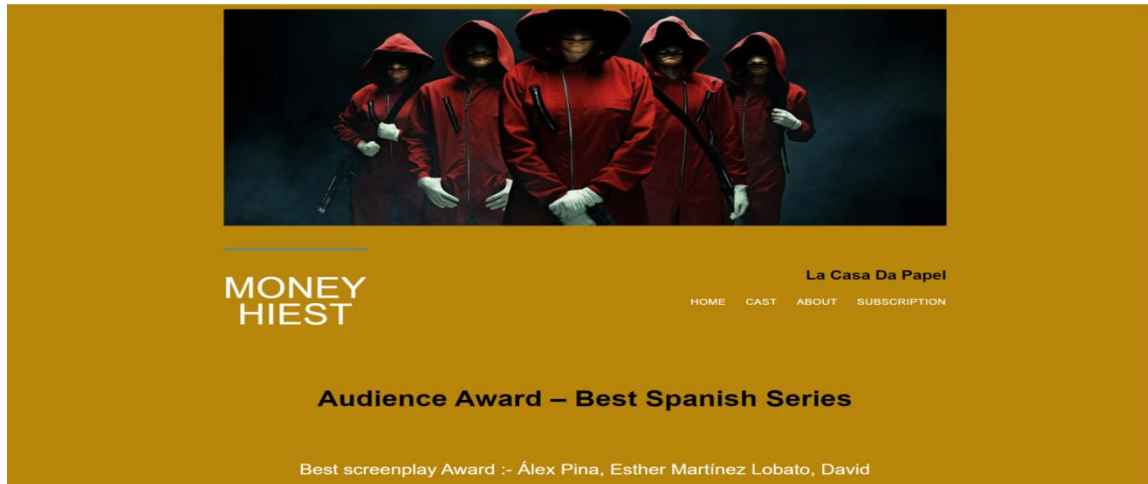 MONEY
HIEST
La Casa Da Papel
HOME CAST ABOUT SUBSCRIPTION
Audience Award – Best Spanish Series
Best screenplay Award :- Álex Pina, Esther Martínez Lobato, David